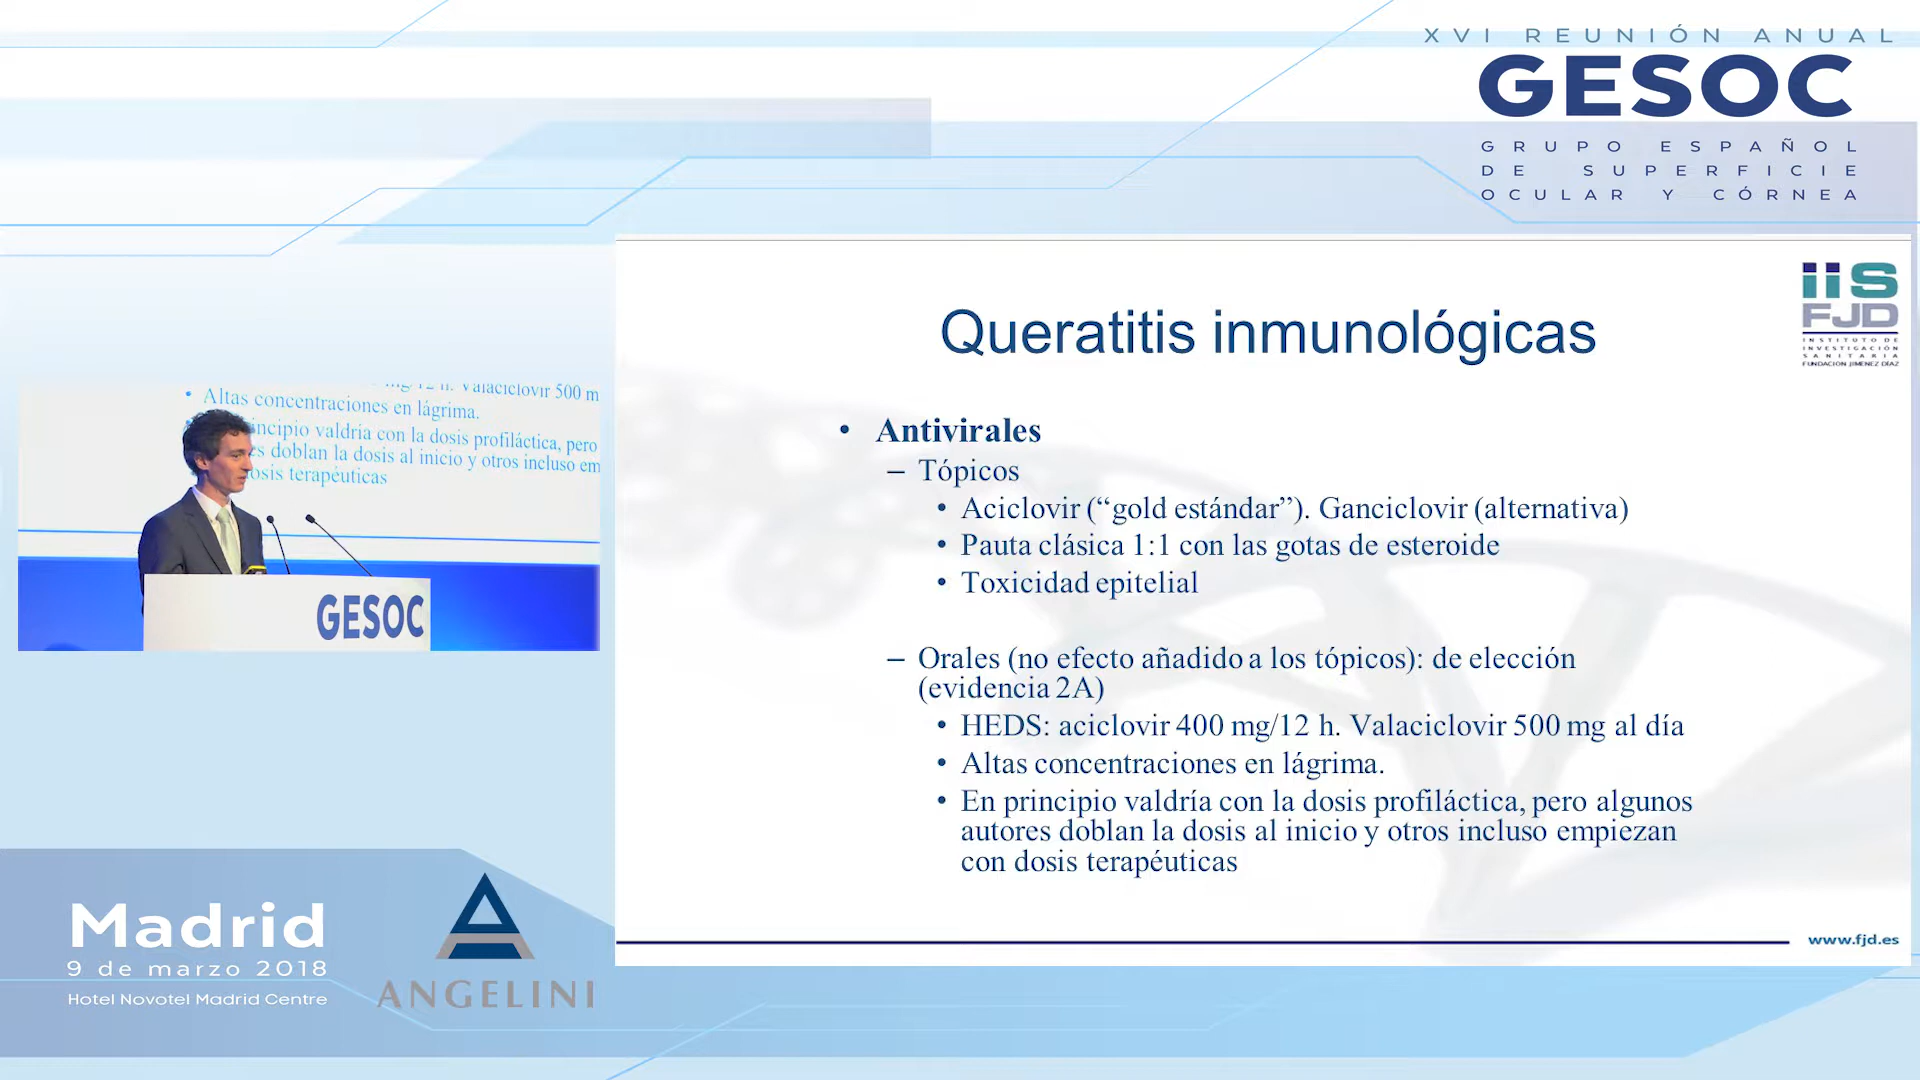 XVI REUNIÓN ANUAL
GESOC
GRUPO ESPAÑOL
DE SUPERFICIE
OCULAR Y CÓRNEA
iiS
FJD
INSTITUTO DE
INVESTIGACIÓN
SANITARIA
FUNDACIÓN JIMÉNEZ DÍAZ
Queratitis inmunológicas
• Antivirales
– Tópicos
• Aciclovir (“gold estándar”). Ganciclovir (alternativa)
• Pauta clásica 1:1 con las gotas de esteroide
• Toxicidad epitelial
– Orales (no efecto añadido a los tópicos): de elección
(evidencia 2A)
• HEDS: aciclovir 400 mg/12 h. Valaciclovir 500 mg al día
• Altas concentraciones en lágrima.
• En principio valdría con la dosis profiláctica, pero algunos
autores doblan la dosis al inicio y otros incluso empiezan
con dosis terapéuticas
www.fjd.es
mg/12 h. Valaciclovir 500 m
• Altas concentraciones en lágrima.
incipio valdría con la dosis profiláctica, pero
es doblan la dosis al inicio y otros incluso em
osis terapéuticas
GESOC
Madrid
9 de marzo 2018
Hotel Novotel Madrid Centre
ANGELINI